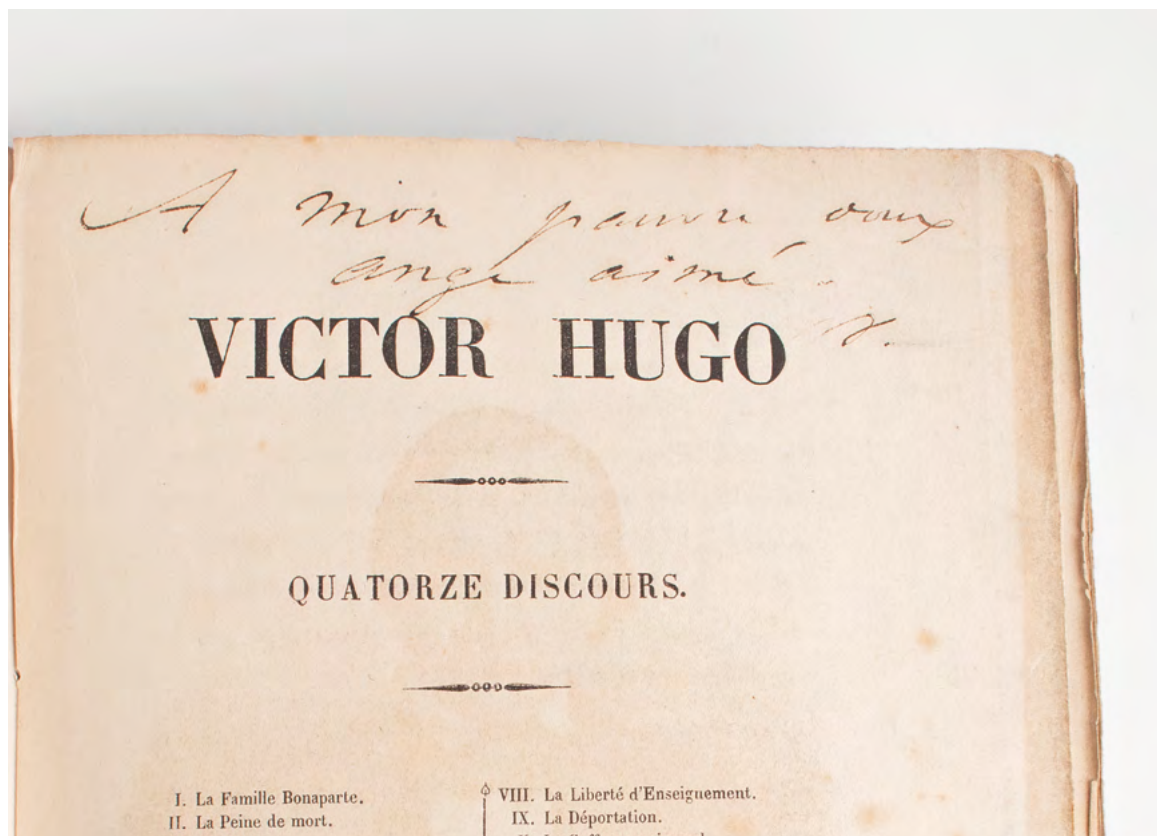 A mon pauvre doux
ange aimé.
V.
VICTOR HUGO
QUATORZE DISCOURS.
I. La Famille Bonaparte.
II. La Peine de mort.
VIII. La Liberté d'Enseignement.
IX. La Déportation.